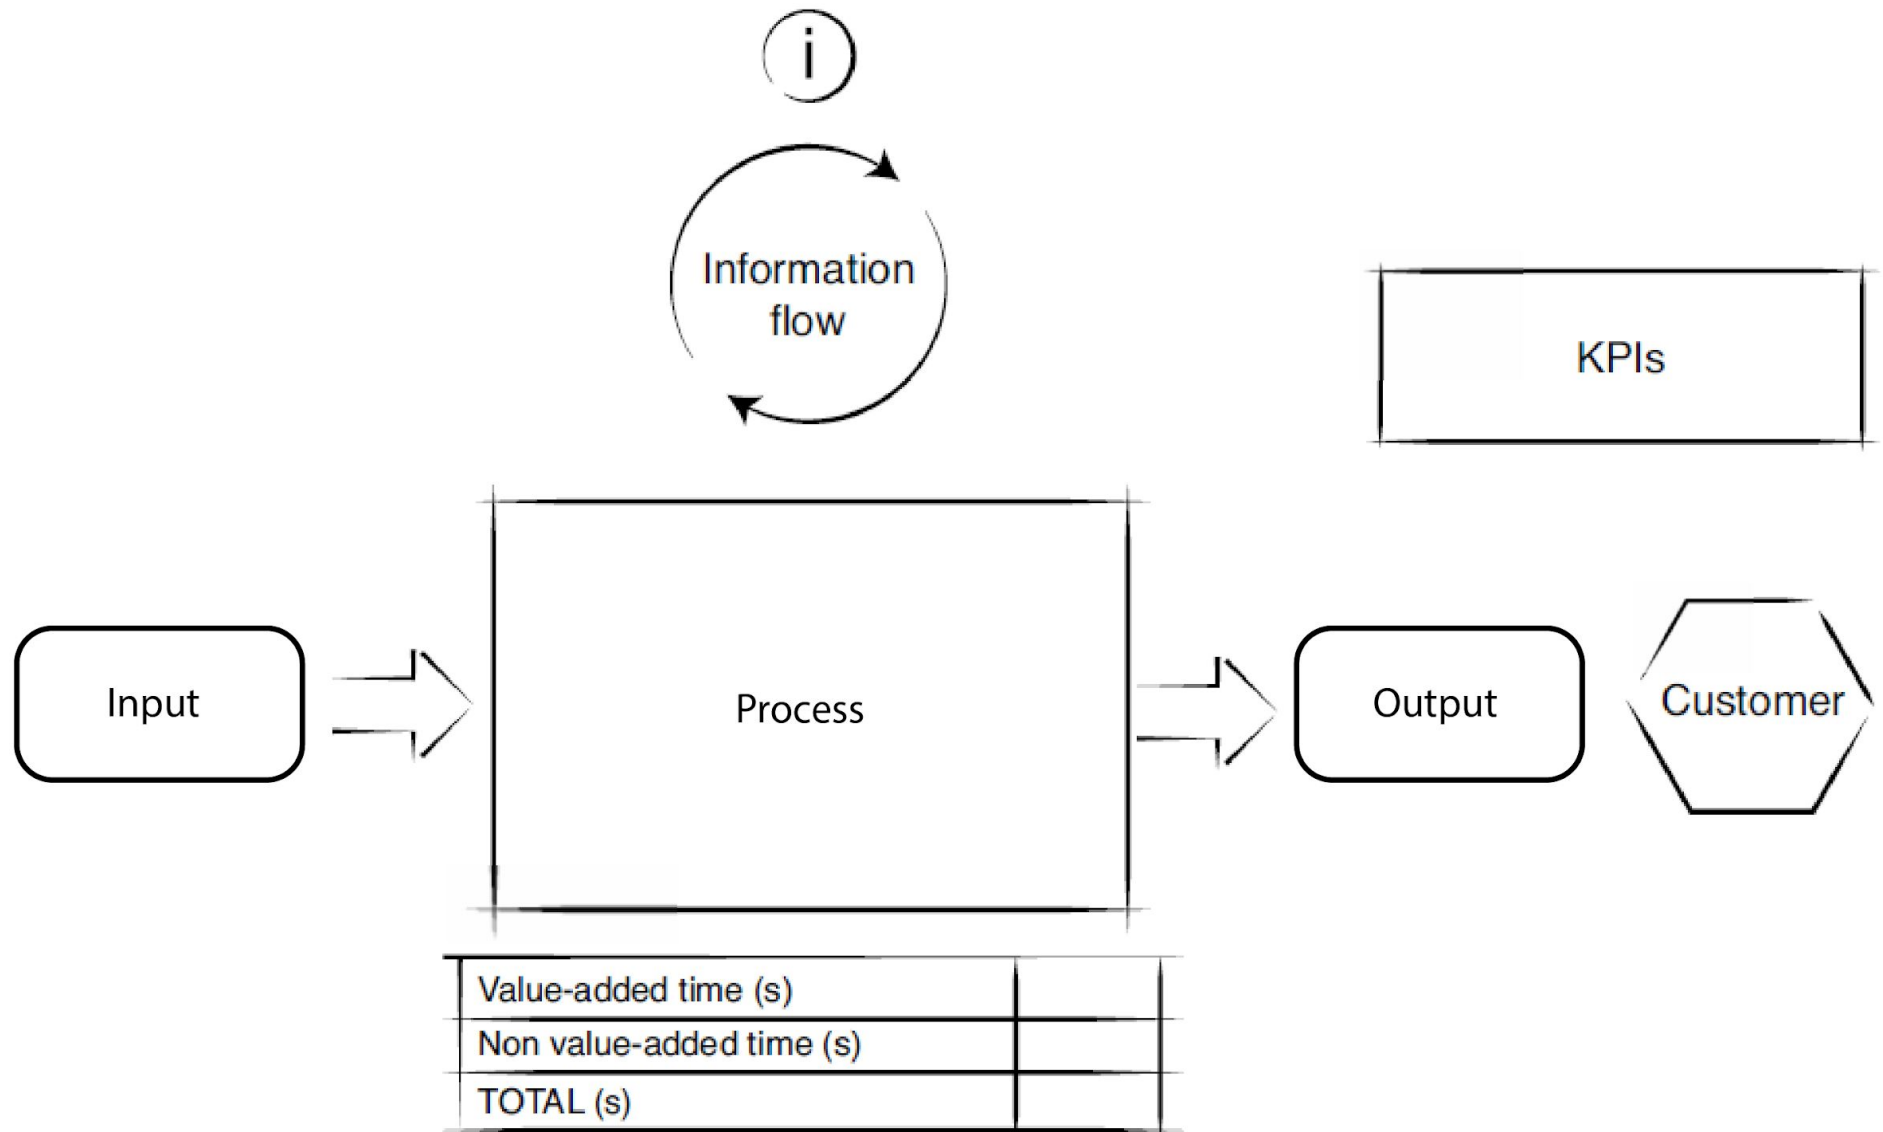 i
Information
flow
KPIs
Input
Process
Output
Customer
Value-added time (s)
Non value-added time (s)
TOTAL (s)